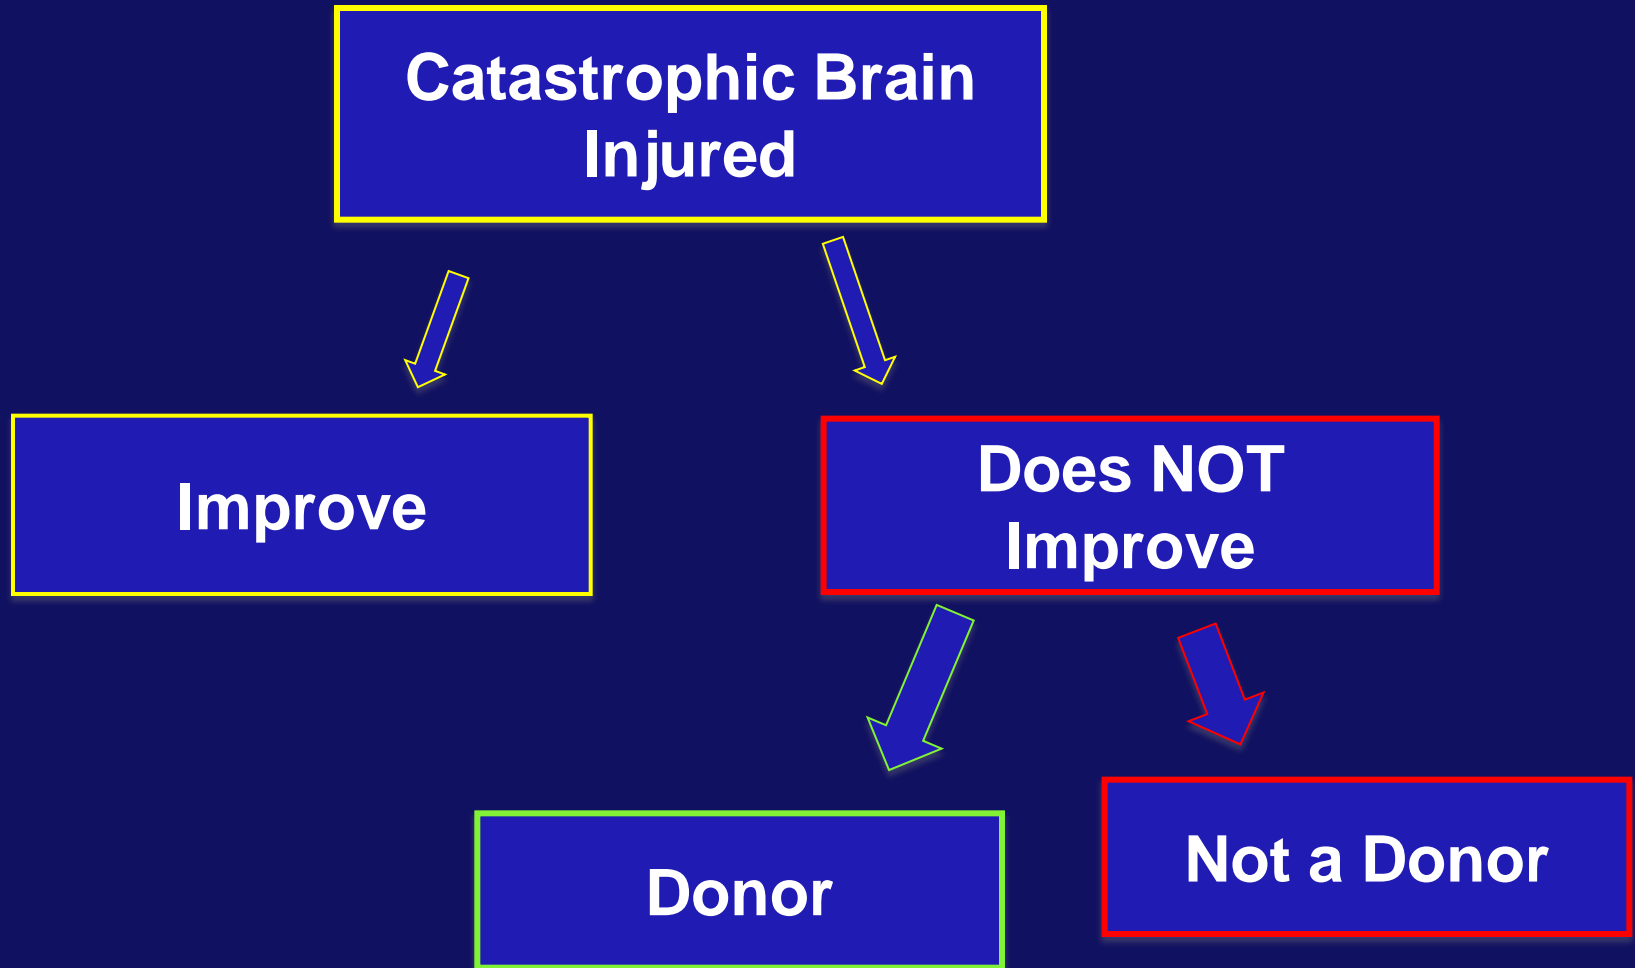 Catastrophic Brain
Injured
Improve
Does NOT
Improve
Donor
Not a Donor